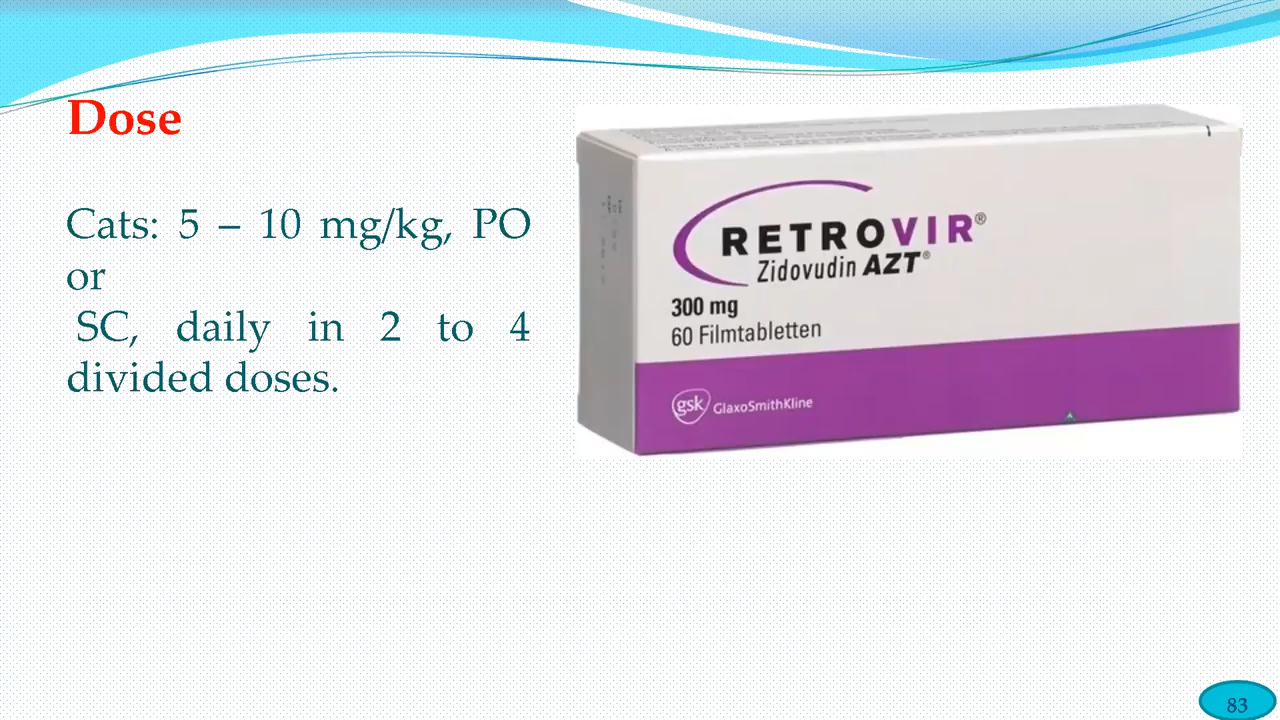 Dose
Cats: 5 – 10 mg/kg, PO
or
SC, daily in 2 to 4
divided doses.
RETROVIR®
Zidovudin AZT®
300 mg
60 Filmtabletten
gsk GlaxoSmithKline
83